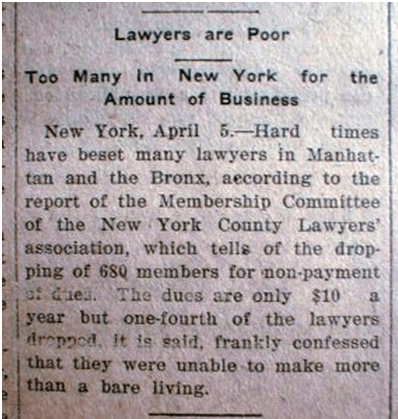 Lawyers are Poor
Too Many In New York for the
Amount of Business
New York, April 5.—Hard times
have beset many lawyers in Manhat-
tan and the Bronx, according to the
report of the Membership Committee
of the New York County Lawyers'
association, which tells of the drop-
ping of 680 members for non-payment
of dues. The dues are only $10 a
year but one-fourth of the lawyers
dropped, it is said, frankly confessed
that they were unable to make more
than a bare living.